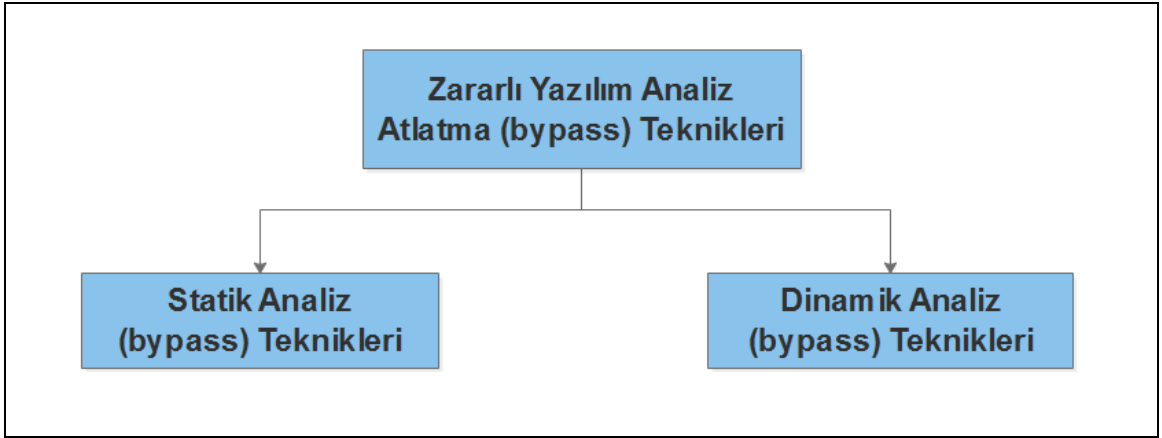 Zararlı Yazılım Analiz
Atlatma (bypass) Teknikleri
Statik Analiz
(bypass) Teknikleri
Dinamik Analiz
(bypass) Teknikleri